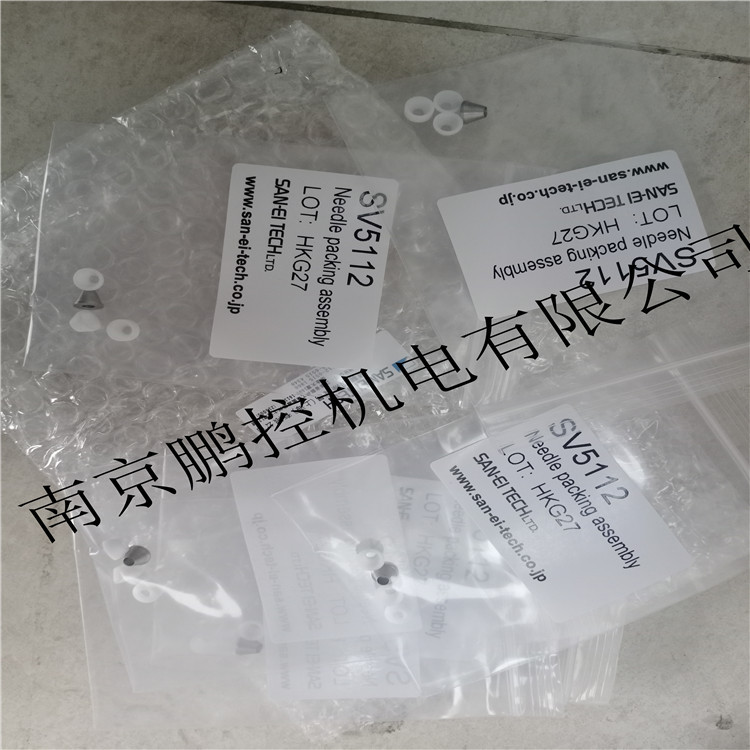 SV5112
Needle packing assembly
LOT: HKG27
SAN-EI TECH LTD.
www.san-ei-tech.co.jp
SV5112
Needle packing assembly
LOT: HKG27
SAN-EI TECH LTD.
www.san-ei-tech.co.jp
南京鹏控机电有限公司
SV5112
Needle packing assembly
LOT: HKG27
SAN-EI TECH LTD.
www.san-ei-tech.co.jp